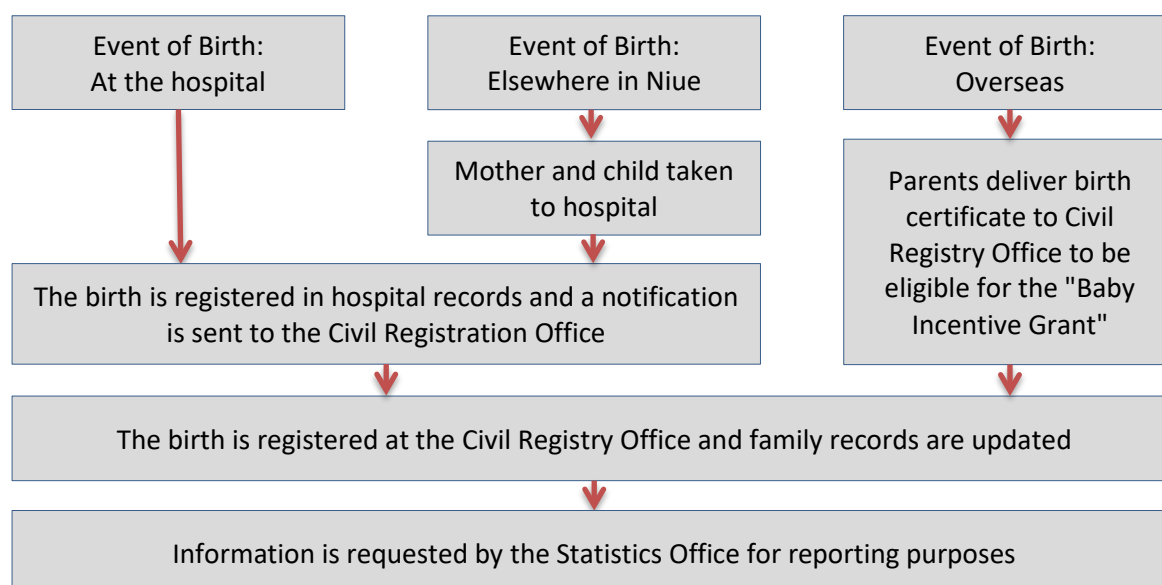 Event of Birth:
At the hospital
Event of Birth:
Elsewhere in Niue
Event of Birth:
Overseas
Mother and child taken
to hospital
Parents deliver birth
certificate to Civil
Registry Office to be
eligible for the "Baby
Incentive Grant"
The birth is registered in hospital records and a notification
is sent to the Civil Registration Office
The birth is registered at the Civil Registry Office and family records are updated
Information is requested by the Statistics Office for reporting purposes